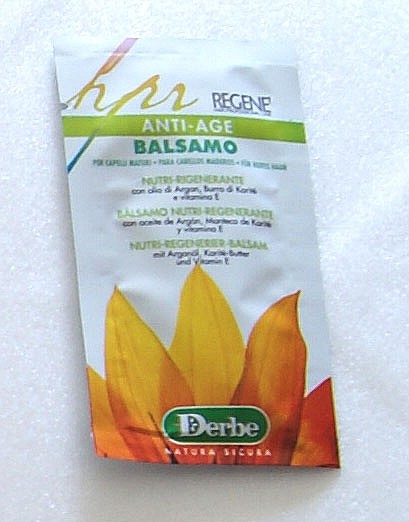 hpr REGENE'
ANTI-AGE
BALSAMO
PER CAPELLI MATURI • PARA CABELLOS MADUROS • FÜR REIFES HAAR
NUTRI-RIGENERANTE
con olio di Argan, Burro di Karité
e vitamina E
BÁLSAMO NUTRI-REGENERANTE
con aceite de Argán, Manteca de Karité
y vitamina E
NUTRI-REGENERIER-BALSAM
mit Arganöl, Karité-Butter
und Vitamin E
Derbe
NATURA SICURA